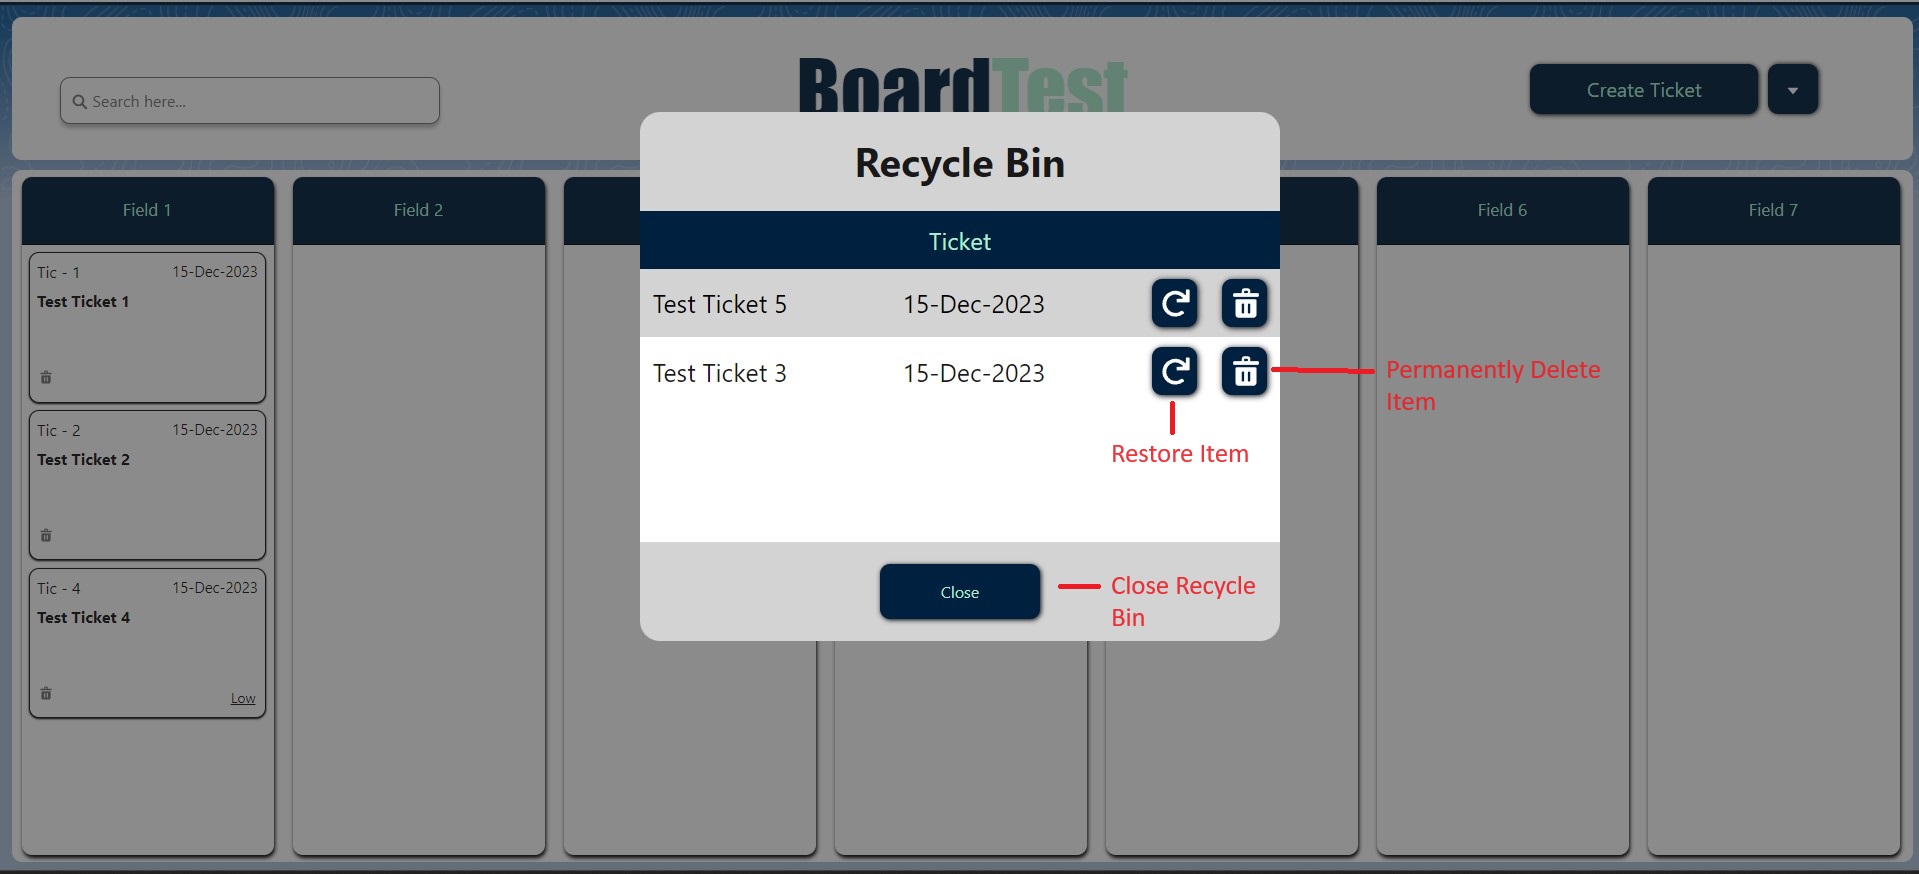 Search here...
BoardTest
Create Ticket
Recycle Bin
Field 1
Field 2
Field 6
Field 7
Ticket
Tic - 1 15-Dec-2023
Test Ticket 1
Tic - 2 15-Dec-2023
Test Ticket 2
Tic - 4 15-Dec-2023
Test Ticket 4
Low
Test Ticket 5 15-Dec-2023
Test Ticket 3 15-Dec-2023
Permanently Delete
Item
Restore Item
Close
Close Recycle
Bin